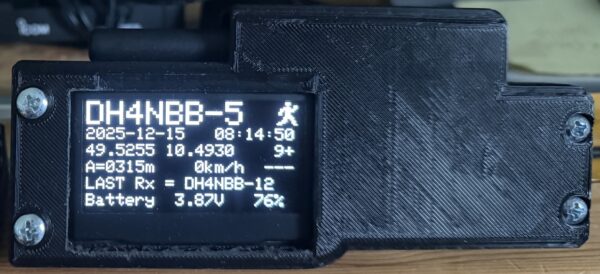 ICOM
DH4NBB-5
2025-12-15 08:14:50
49.5255 10.4930 9+
A=0315m 0km/h ---
LAST Rx = DH4NBB-12
Battery 3.87V 76%